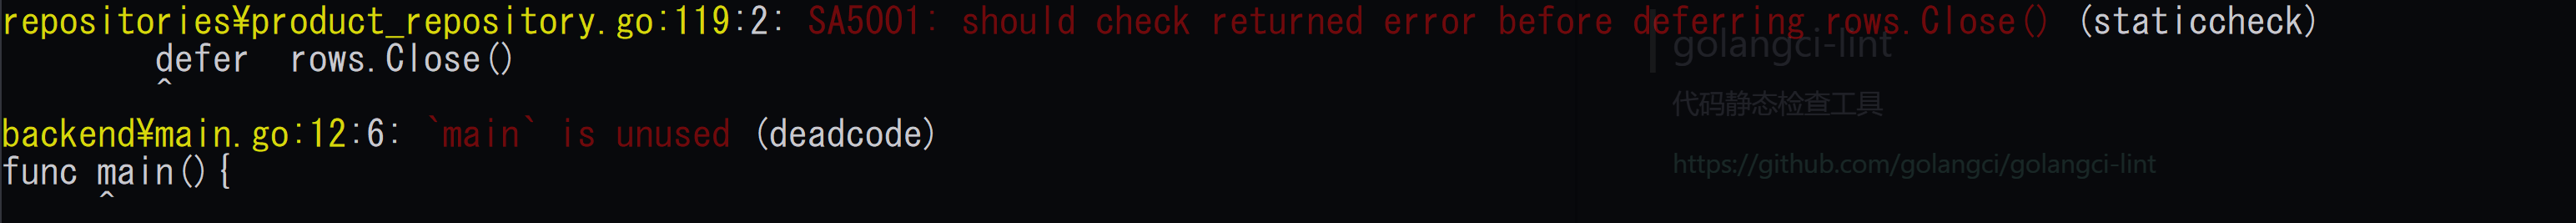 repositories¥product_repository.go:119:2: SA5001: should check returned error before deferring rows.Close() (staticcheck)
        defer  rows.Close()
        ^
backend¥main.go:12:6: `main` is unused (deadcode)
func main(){
     ^
golangci-lint
代码静态检查工具
https://github.com/golangci/golangci-lint